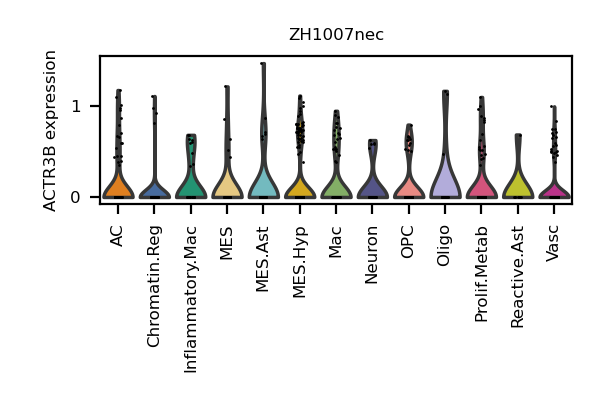 ZH1007nec
ACTR3B expression
1
0
AC
Chromatin.Reg
Inflammatory.Mac
MES
MES.Ast
MES.Hyp
Mac
Neuron
OPC
Oligo
Prolif.Metab
Reactive.Ast
Vasc